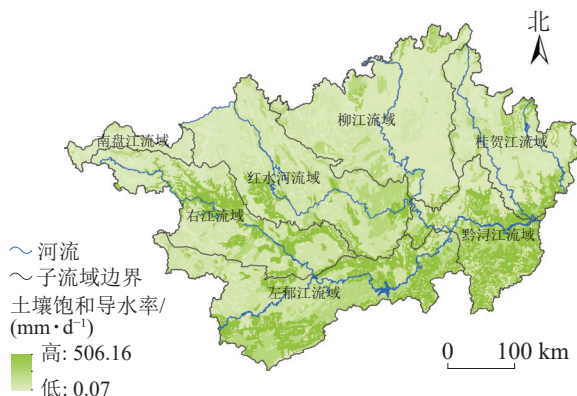 北
柳江流域
桂贺江流域
南盘江流域
红水河流域
右江流域
黔浔江流域
左郁江流域
河流
子流域边界
土壤饱和导水率/
(mm·d⁻¹)
高: 506.16
低: 0.07
0 100 km